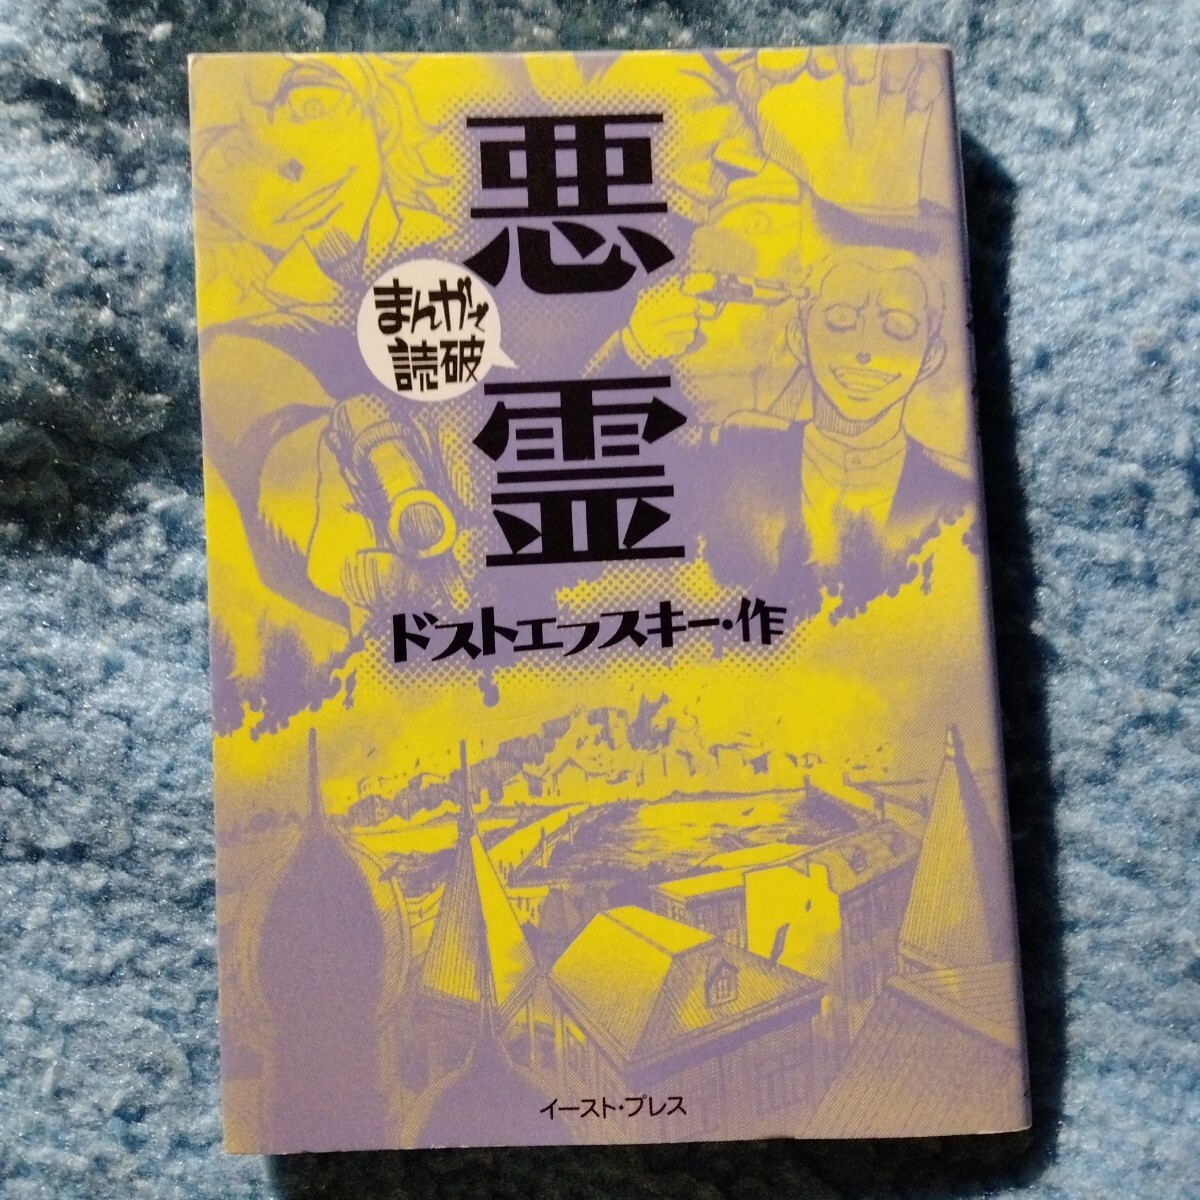 悪霊
まんがで
読破
ドストエフスキー・作
イースト・プレス